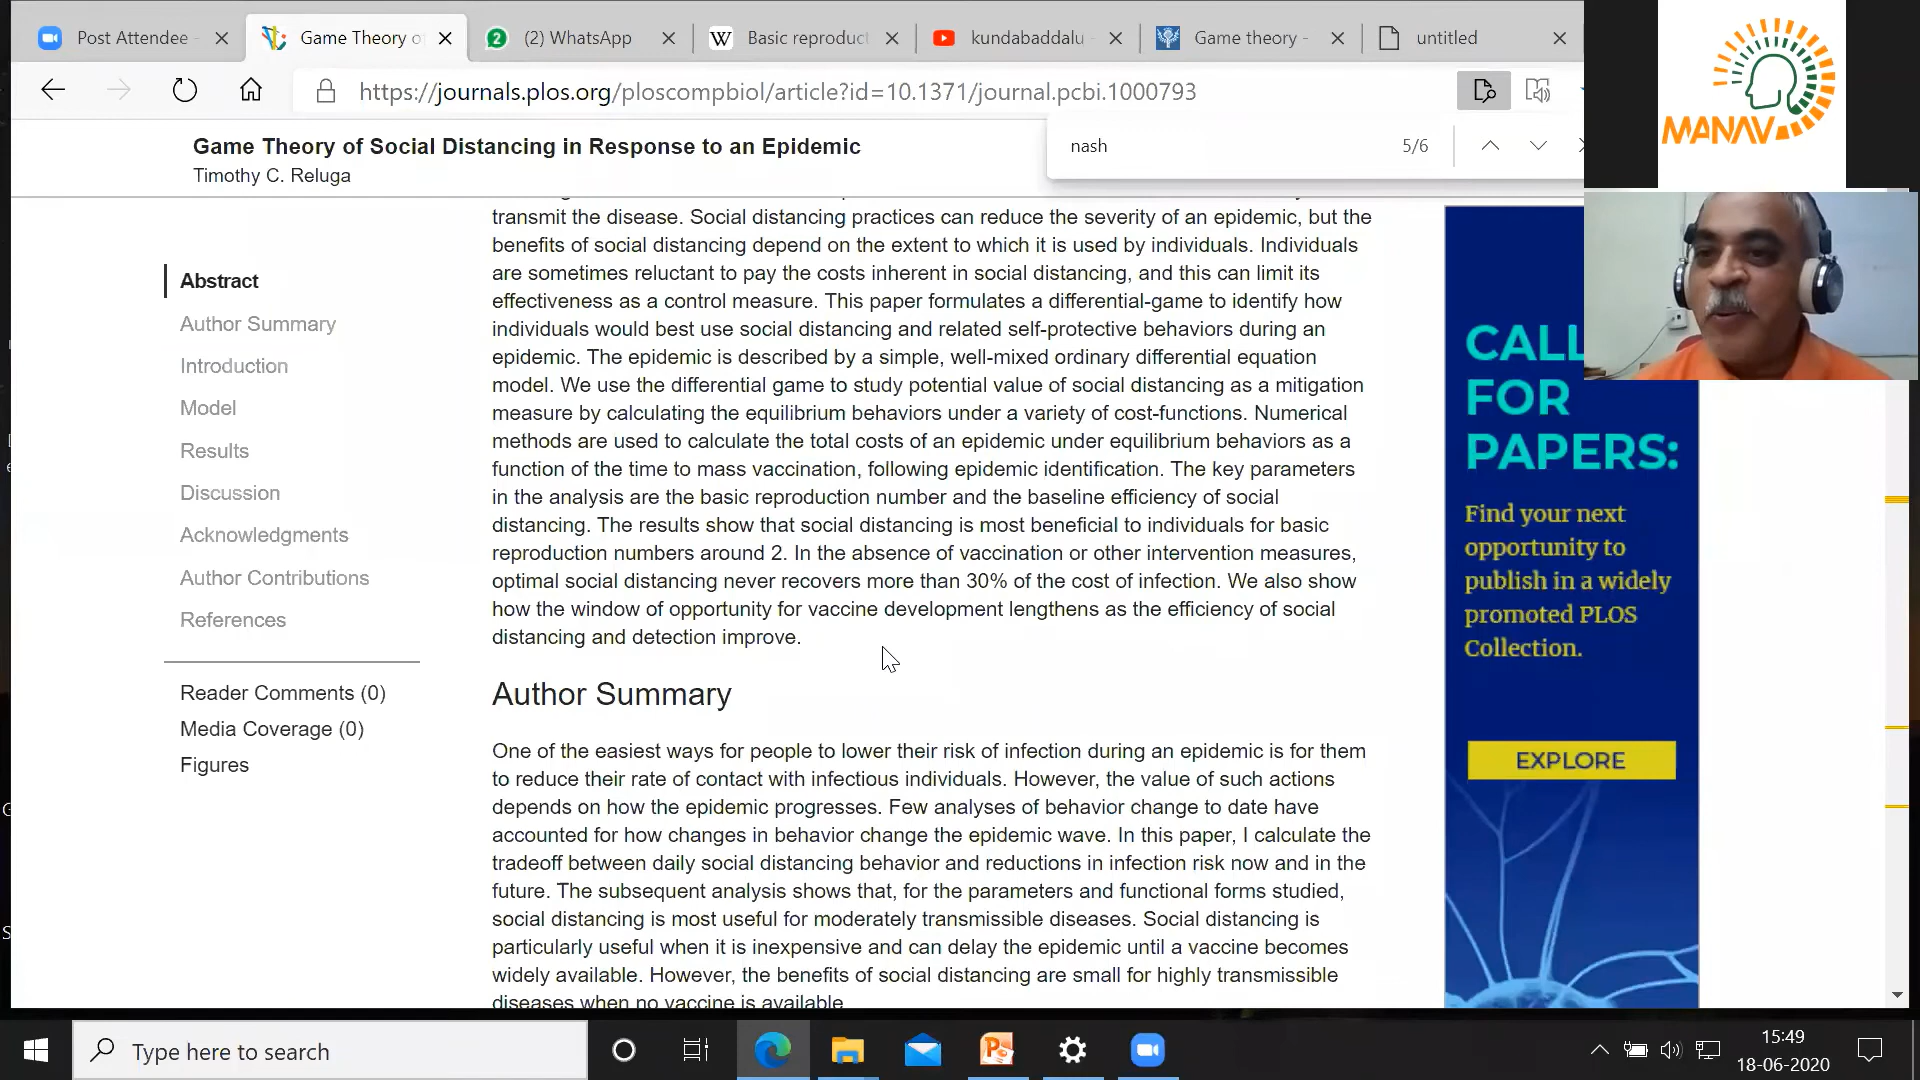 Post Attendee -
Game Theory of
2
(2) WhatsApp
W
Basic reproduct
kundabaddalu -
Game theory -
untitled
https://journals.plos.org/ploscompbiol/article?id=10.1371/journal.pcbi.1000793
MANAV
Game Theory of Social Distancing in Response to an Epidemic
Timothy C. Reluga
nash
5/6
transmit the disease. Social distancing practices can reduce the severity of an epidemic, but the
benefits of social distancing depend on the extent to which it is used by individuals. Individuals
are sometimes reluctant to pay the costs inherent in social distancing, and this can limit its
effectiveness as a control measure. This paper formulates a differential-game to identify how
individuals would best use social distancing and related self-protective behaviors during an
epidemic. The epidemic is described by a simple, well-mixed ordinary differential equation
model. We use the differential game to study potential value of social distancing as a mitigation
measure by calculating the equilibrium behaviors under a variety of cost-functions. Numerical
methods are used to calculate the total costs of an epidemic under equilibrium behaviors as a
function of the time to mass vaccination, following epidemic identification. The key parameters
in the analysis are the basic reproduction number and the baseline efficiency of social
distancing. The results show that social distancing is most beneficial to individuals for basic
reproduction numbers around 2. In the absence of vaccination or other intervention measures,
optimal social distancing never recovers more than 30% of the cost of infection. We also show
how the window of opportunity for vaccine development lengthens as the efficiency of social
distancing and detection improve.
Author Summary
One of the easiest ways for people to lower their risk of infection during an epidemic is for them
to reduce their rate of contact with infectious individuals. However, the value of such actions
depends on how the epidemic progresses. Few analyses of behavior change to date have
accounted for how changes in behavior change the epidemic wave. In this paper, I calculate the
tradeoff between daily social distancing behavior and reductions in infection risk now and in the
future. The subsequent analysis shows that, for the parameters and functional forms studied,
social distancing is most useful for moderately transmissible diseases. Social distancing is
particularly useful when it is inexpensive and can delay the epidemic until a vaccine becomes
widely available. However, the benefits of social distancing are small for highly transmissible
diseases when no vaccine is available
Abstract
Author Summary
Introduction
Model
Results
Discussion
Acknowledgments
Author Contributions
References
Reader Comments (0)
Media Coverage (0)
Figures
CALL
FOR
PAPERS:
Find your next
opportunity to
publish in a widely
promoted PLOS
Collection.
EXPLORE
Type here to search
15:49
18-06-2020